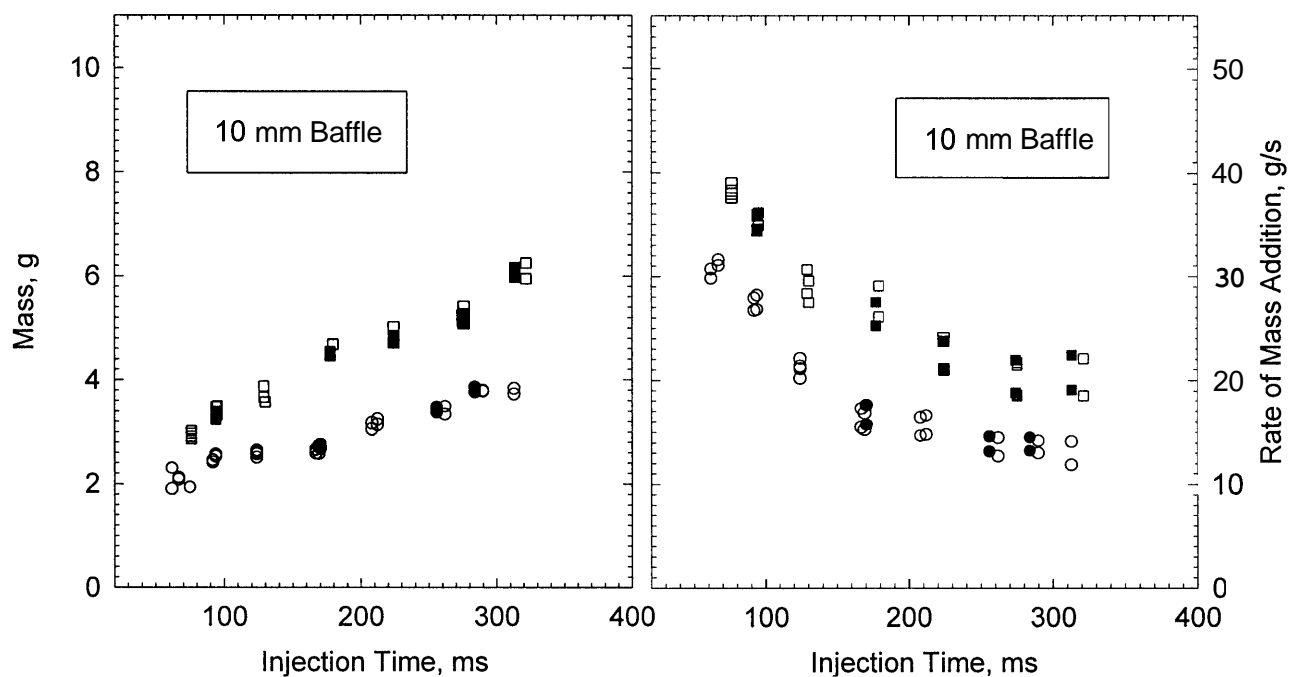 10
8
6
4
2
0
Mass, g
10 mm Baffle
100 200 300 400
Injection Time, ms
10 mm Baffle
50
40
30
20
10
0
Rate of Mass Addition, g/s
100 200 300 400
Injection Time, ms